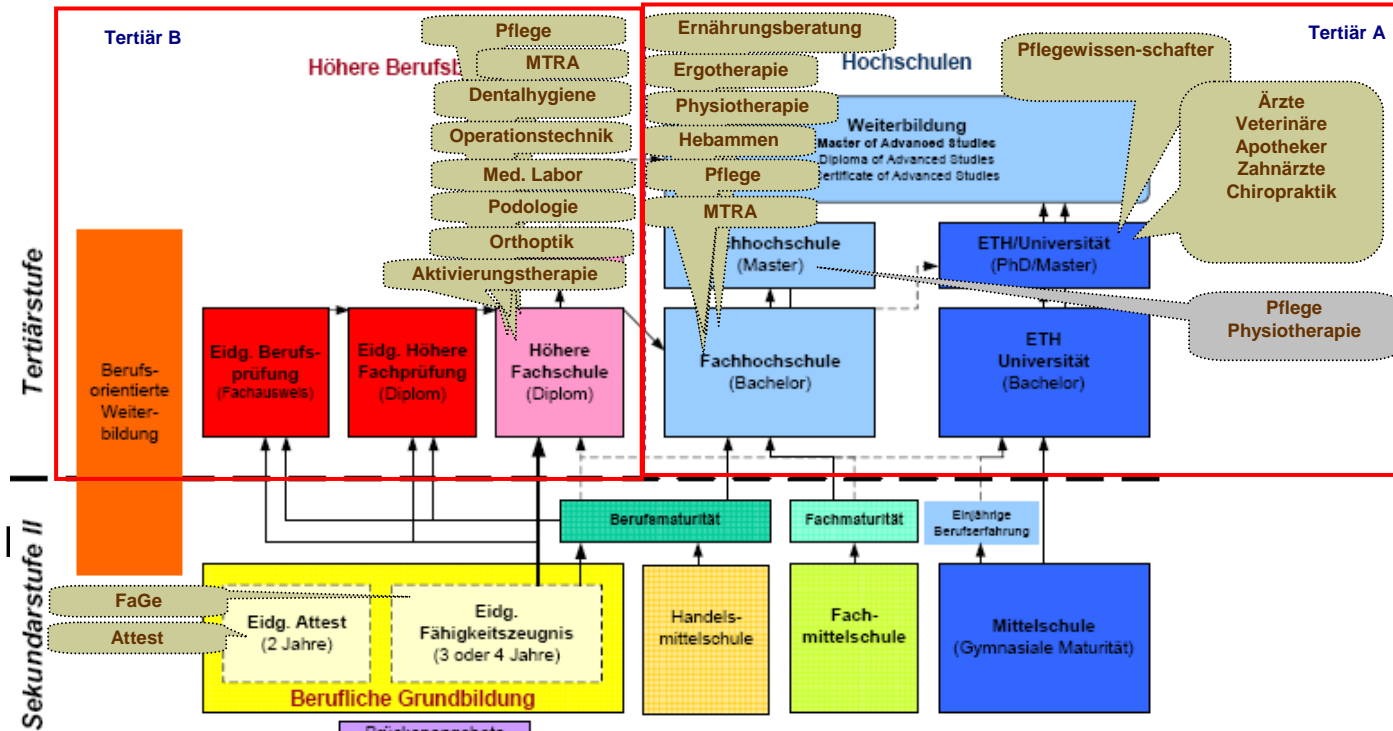 Tertiär B
Tertiär A
Höhere Berufsb
Hochschulen
Pflege
MTRA
Dentalhygiene
Operationstechnik
Med. Labor
Podologie
Orthoptik
Aktivierungstherapie
Ernährungsberatung
Ergotherapie
Physiotherapie
Hebammen
Pflege
MTRA
Pflegewissen-schafter
Ärzte
Veterinäre
Apotheker
Zahnärzte
Chiropraktik
Weiterbildung
Master of Advanced Studies
Diploma of Advanced Studies
ertificate of Advanced Studies
Tertiärstufe
hhochschule
(Master)
ETH/Universität
(PhD/Master)
Pflege
Physiotherapie
Berufs-
orientierte
Weiter-
bildung
Eidg. Berufs-
prüfung
(Fachausweis)
Eidg. Höhere
Fachprüfung
(Diplom)
Höhere
Fachschule
(Diplom)
Fachhochschule
(Bachelor)
ETH
Universität
(Bachelor)
Sekundarstufe II
Berufsmaturität
Fachmaturität
Einjährige
Berufserfahrung
FaGe
Attest
Eidg. Attest
(2 Jahre)
Eidg.
Fähigkeitszeugnis
(3 oder 4 Jahre)
Berufliche Grundbildung
Handels-
mittelschule
Fach-
mittelschule
Mittelschule
(Gymnasiale Maturität)